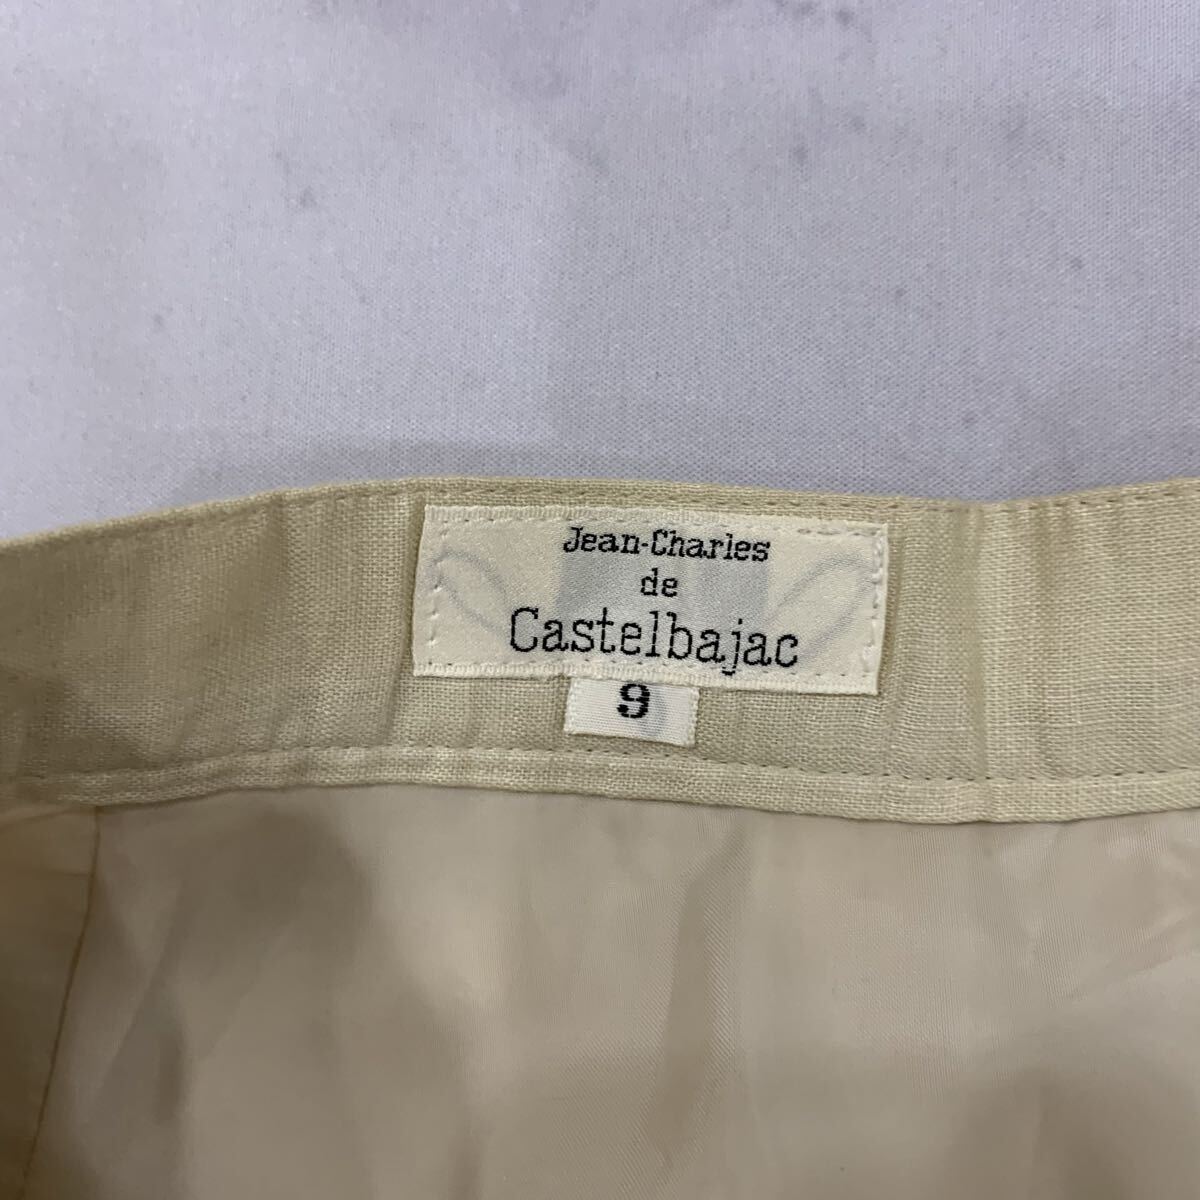 Jean-Charles
de
Castelbajac
9